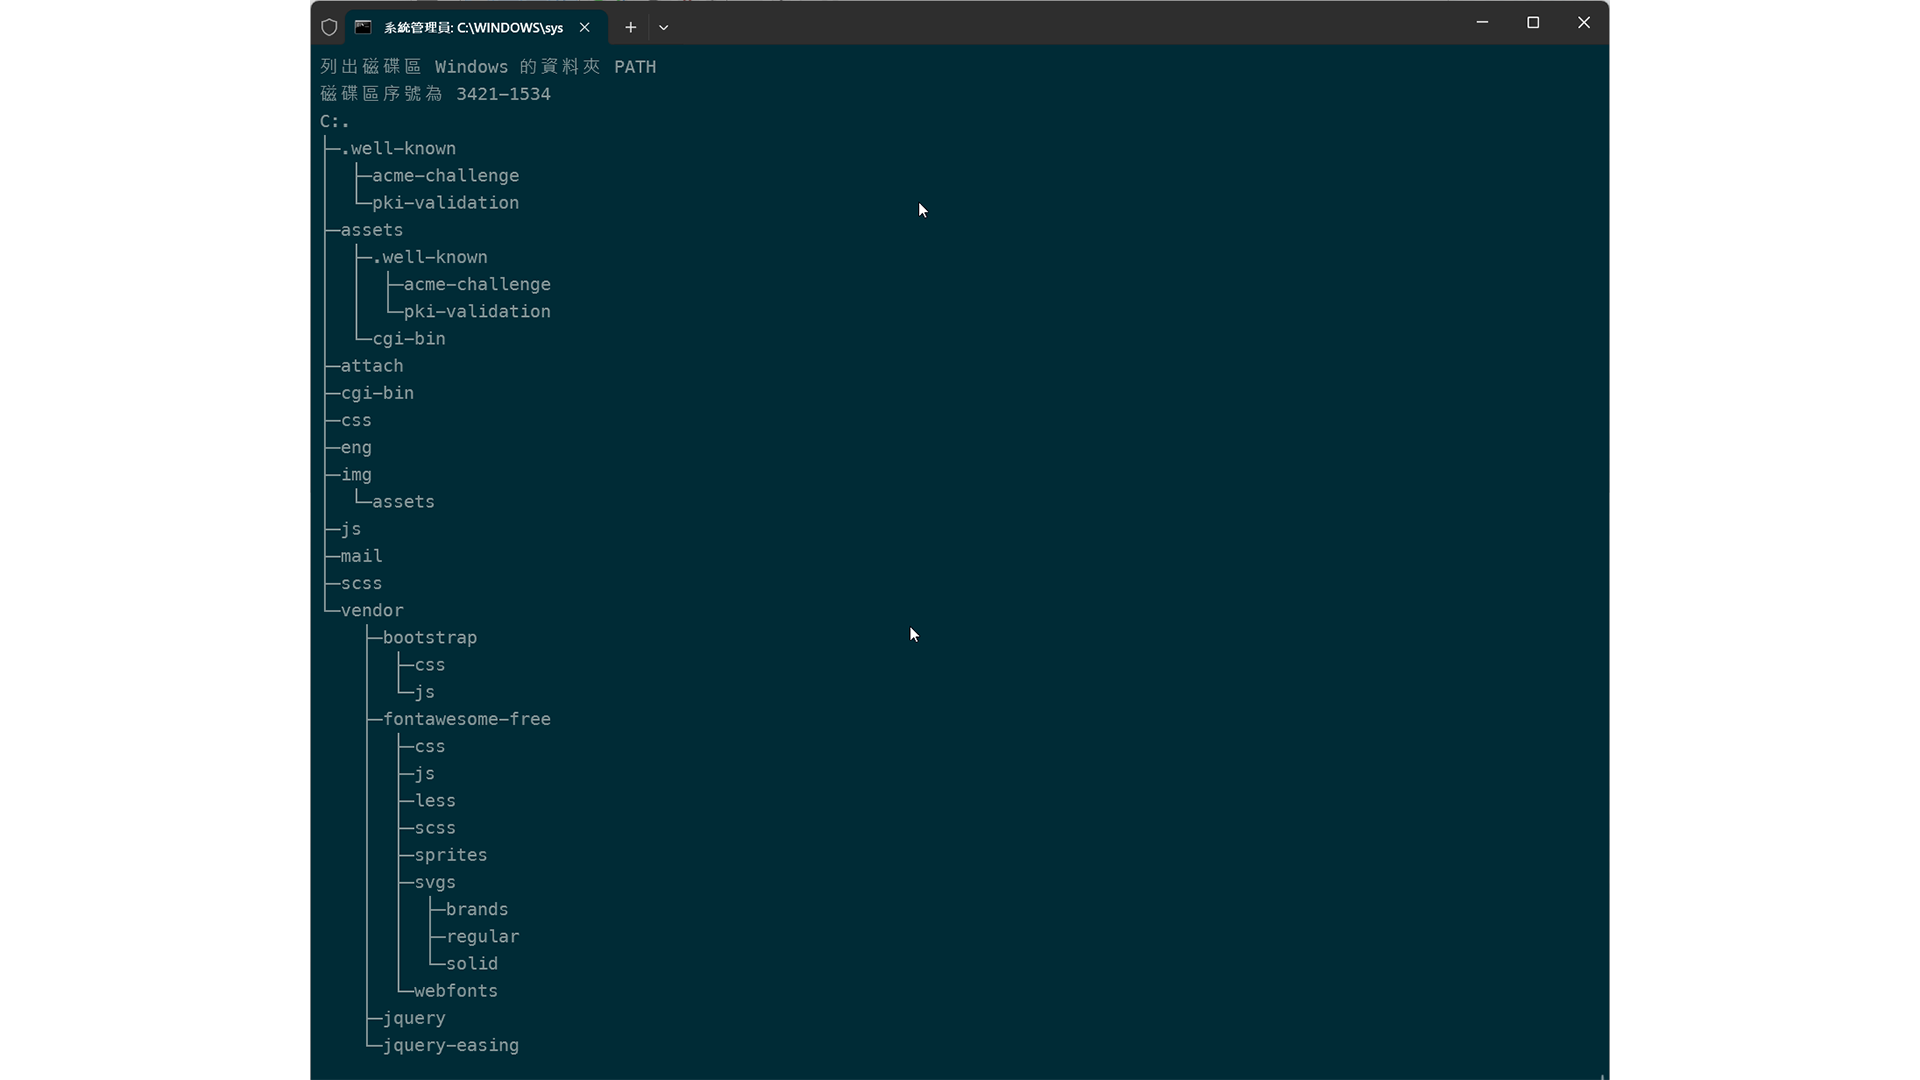 系統管理員: C:\WINDOWS\sys
列出磁碟區 Windows 的資料夾 PATH
磁碟區序號為 3421-1534
C:.
├─.well-known
│  ├─acme-challenge
│  └─pki-validation
├─assets
│  ├─.well-known
│  │  ├─acme-challenge
│  │  └─pki-validation
│  └─cgi-bin
├─attach
├─cgi-bin
├─css
├─eng
├─img
│  └─assets
├─js
├─mail
├─scss
└─vendor
    ├─bootstrap
    │  ├─css
    │  └─js
    ├─fontawesome-free
    │  ├─css
    │  ├─js
    │  ├─less
    │  ├─scss
    │  ├─sprites
    │  ├─svgs
    │  │  ├─brands
    │  │  ├─regular
    │  │  └─solid
    │  └─webfonts
    ├─jquery
    └─jquery-easing